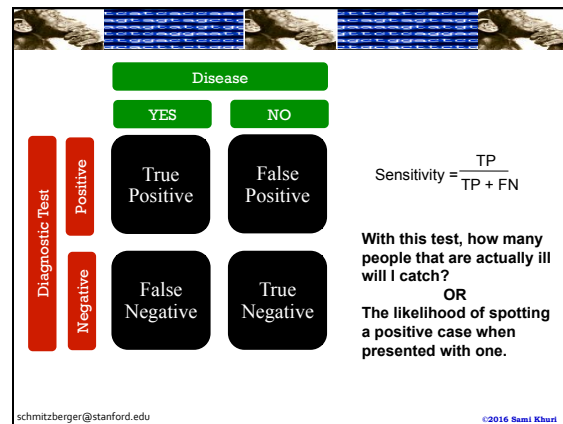 Disease
YES
NO
Diagnostic Test
Positive
True
Positive
False
Positive
Negative
False
Negative
True
Negative
Sensitivity = TP
TP + FN
With this test, how many
people that are actually ill
will I catch?
OR
The likelihood of spotting
a positive case when
presented with one.
schmitzberger@stanford.edu
©2016 Sami Khuri